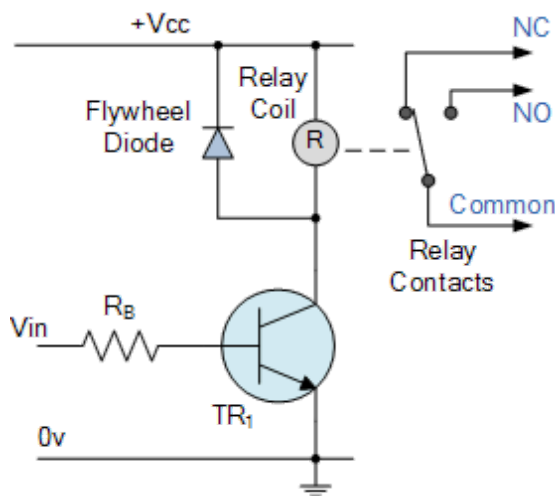 +Vcc
NC
Relay
Coil
NO
Flywheel
Diode
R
Common
Relay
Contacts
RB
Vin
TR1
0v